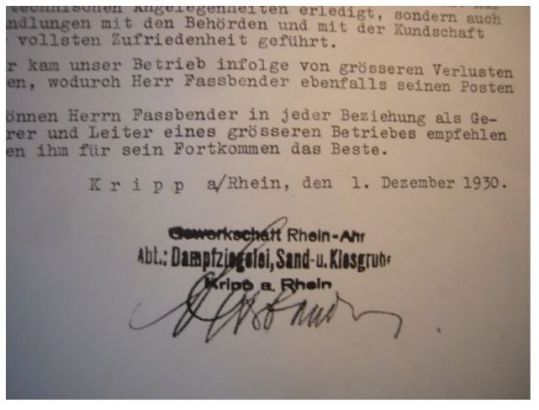 technischen Angelegenheiten erledigt, sondern auch
ndlungen mit den Behörden und mit der Kundschaft
vollsten Zufriedenheit geführt.
r kam unser Betrieb infolge von grösseren Verlusten
en, wodurch Herr Fassbender ebenfalls seinen Posten
önnen Herrn Fassbender in jeder Beziehung als Ge-
rer und Leiter eines grösseren Betriebes empfehlen
en ihm für sein Fortkommen das Beste.
Kripp a/Rhein, den 1. Dezember 1930.
Gewerkschaft Rhein-Ahr
Abt.: Dampfziegelei, Sand- u. Kiesgrube
Kripp a. Rhein